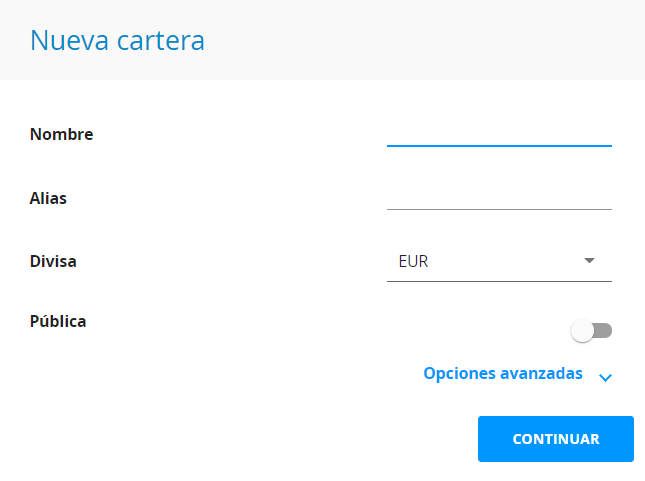 Nueva cartera
Nombre
Alias
Divisa EUR
Pública
Opciones avanzadas
CONTINUAR